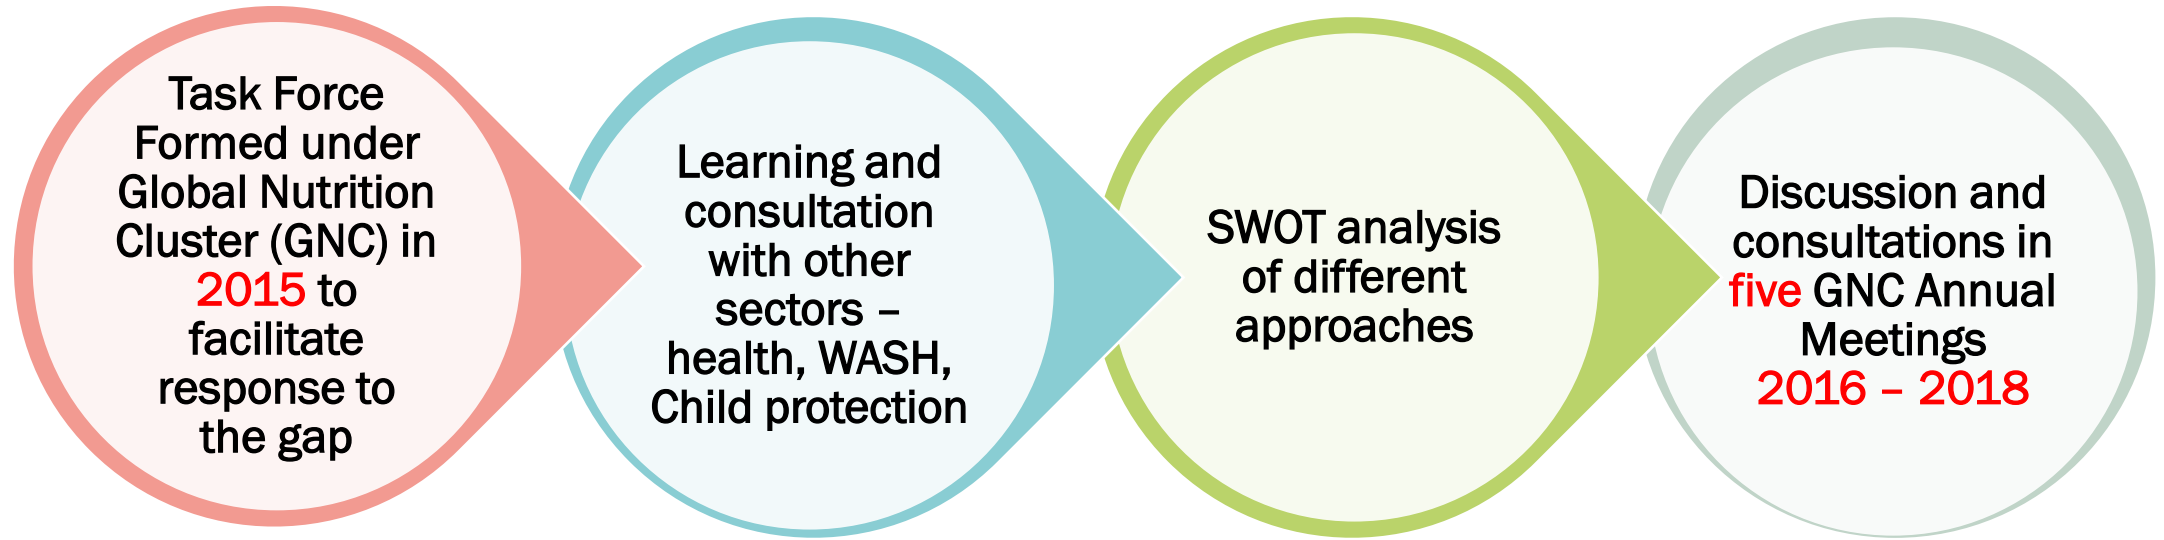 Task Force
Formed under
Global Nutrition
Cluster (GNC) in
2015 to
facilitate
response to
the gap
Learning and
consultation
with other
sectors –
health, WASH,
Child protection
SWOT analysis
of different
approaches
Discussion and
consultations in
five GNC Annual
Meetings
2016 – 2018